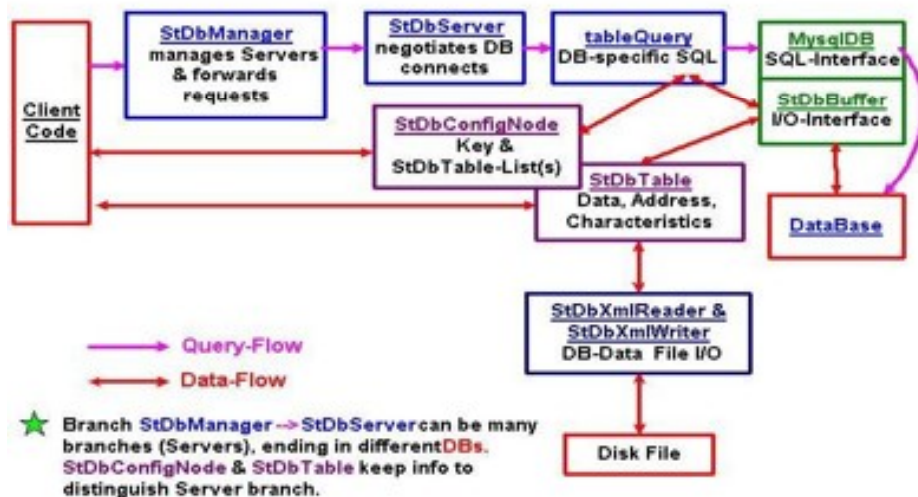 StDbManager
manages Servers
& forwards
requests
StDbServer
negotiates DB
connects
tableQuery
DB-specific SQL
MysqlDB
SQL-Interface
StDbBuffer
I/O-Interface
Client
Code
StDbConfigNode
Key &
StDbTable-List(s)
StDbTable
Data, Address,
Characteristics
DataBase
StDbXmlReader &
StDbXmlWriter
DB-Data File I/O
Disk File
Query-Flow
Data-Flow
Branch StDbManager --> StDbServer can be many
branches (Servers), ending in different DBs.
StDbConfigNode & StDbTable keep info to
distinguish Server branch.